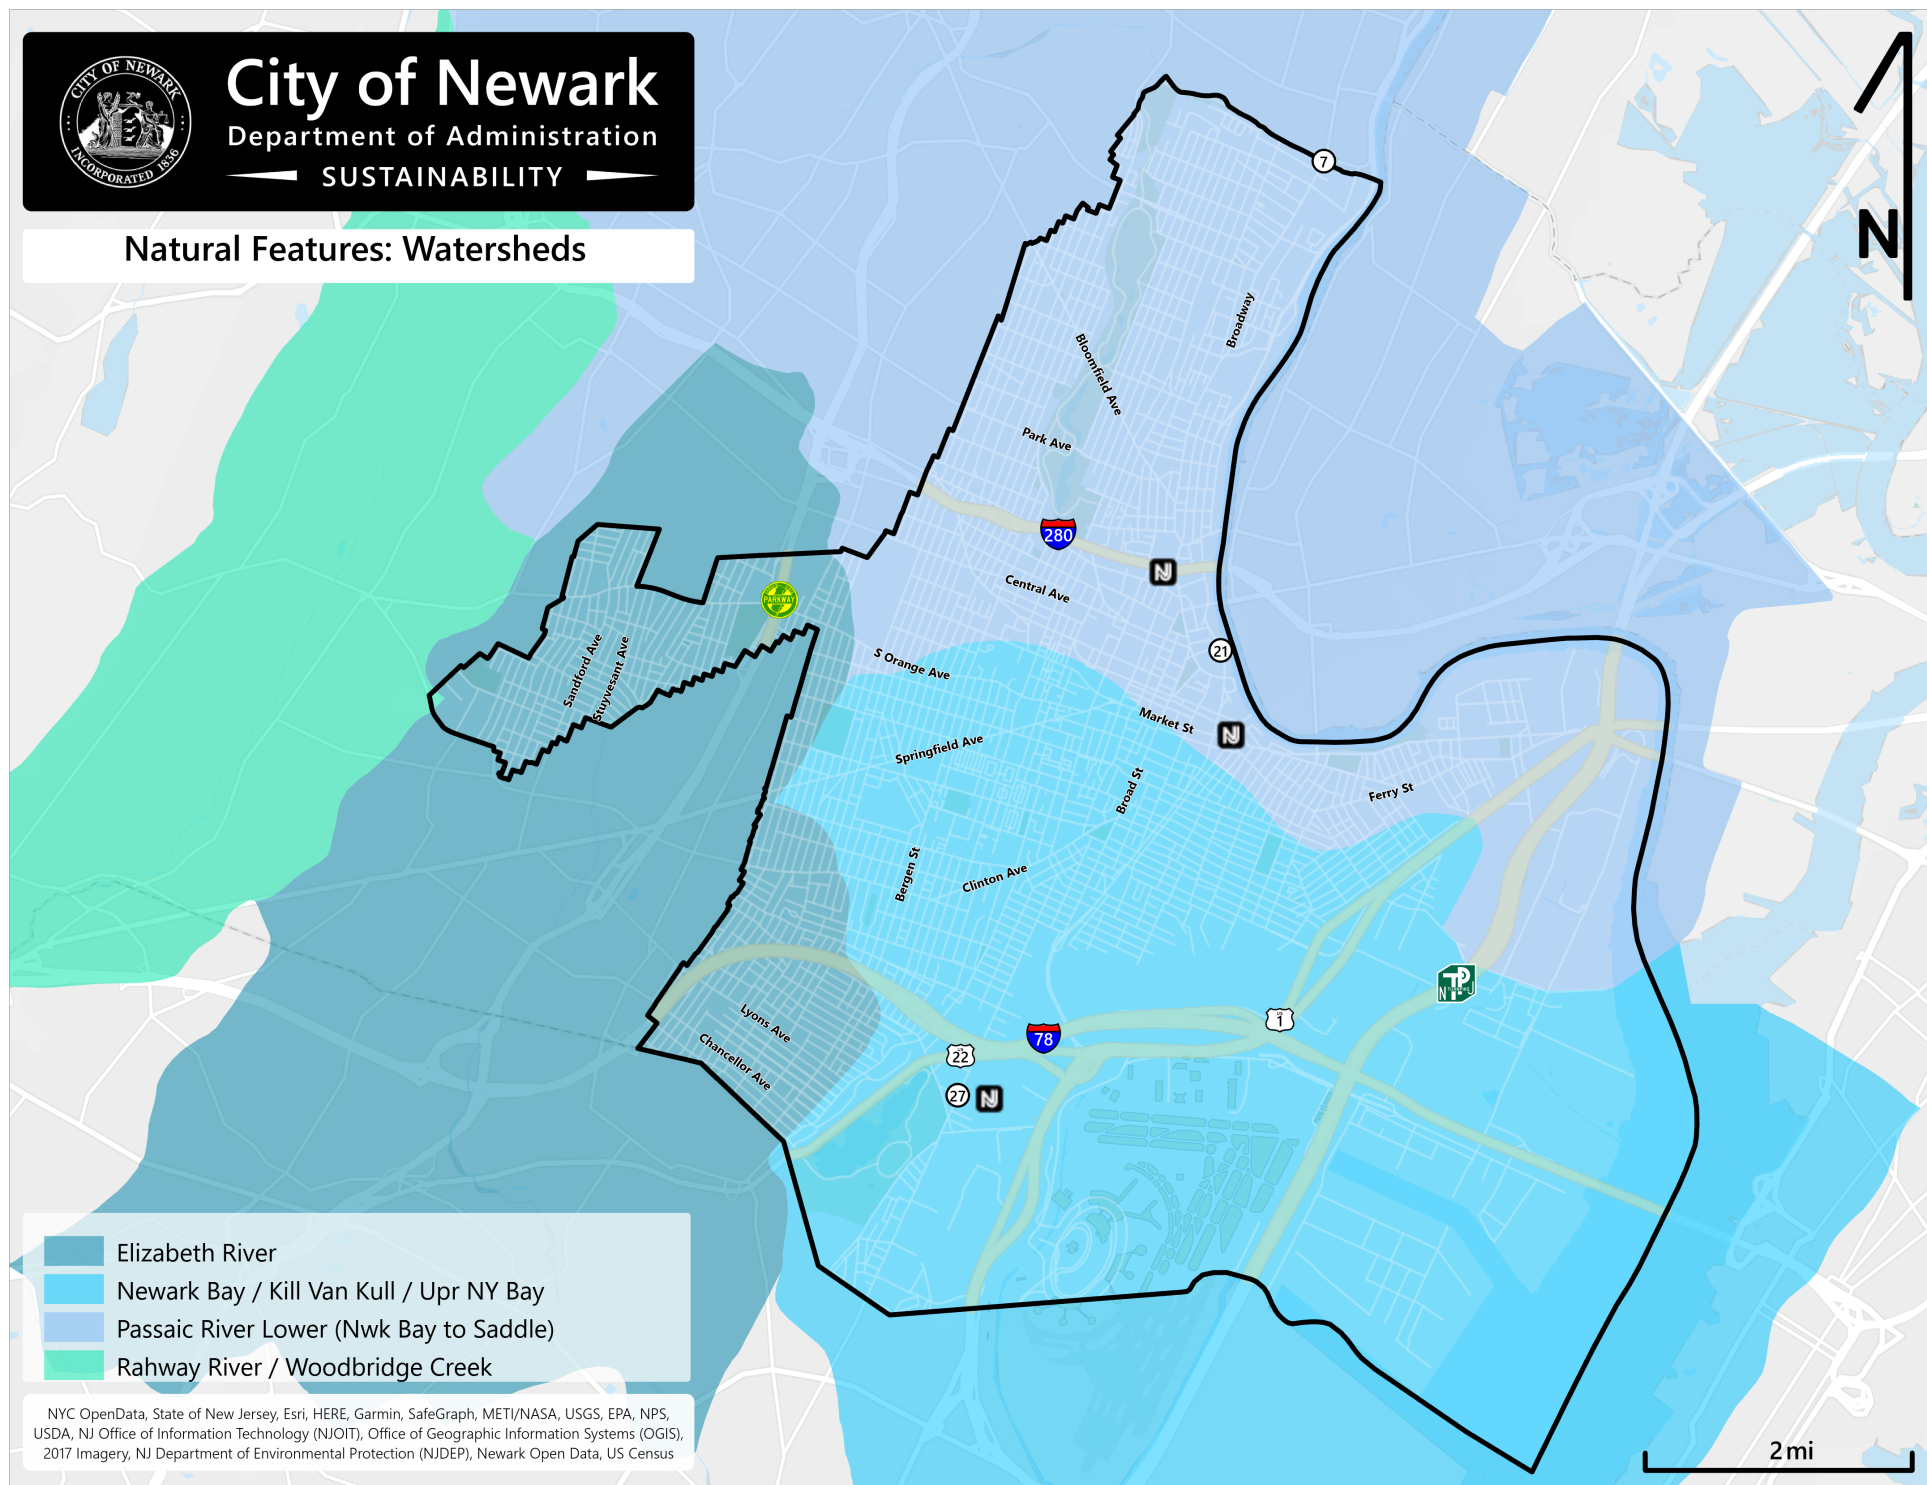 CITY OF NEWARK
INCORPORATED 1836
City of Newark
Department of Administration
SUSTAINABILITY
Natural Features: Watersheds
N
7
Broadway
Bloomfield Ave
Park Ave
280
Central Ave
PARKWAY
21
Sandford Ave
Stuyvesant Ave
S Orange Ave
Market St
Springfield Ave
Broad St
Ferry St
Bergen St
Clinton Ave
Lyons Ave
Chancellor Ave
78
US
22
27
US
1
Elizabeth River
Newark Bay / Kill Van Kull / Upr NY Bay
Passaic River Lower (Nwk Bay to Saddle)
Rahway River / Woodbridge Creek
NYC OpenData, State of New Jersey, Esri, HERE, Garmin, SafeGraph, METI/NASA, USGS, EPA, NPS,
USDA, NJ Office of Information Technology (NJOIT), Office of Geographic Information Systems (OGIS),
2017 Imagery, NJ Department of Environmental Protection (NJDEP), Newark Open Data, US Census
2 mi